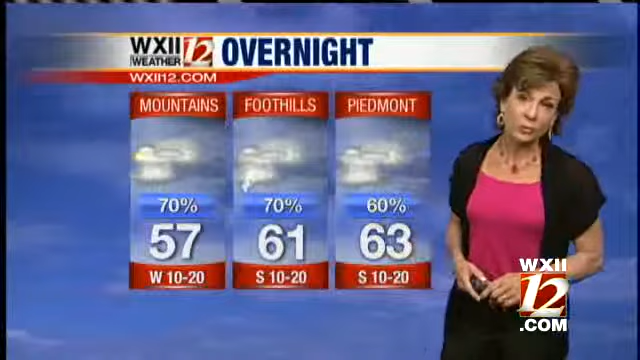 WXII 12
WEATHER
OVERNIGHT
WXII12.COM
MOUNTAINS FOOTHILLS PIEDMONT
70% 70% 60%
57 61 63
W 10-20 S 10-20 S 10-20
WXII
12
.COM